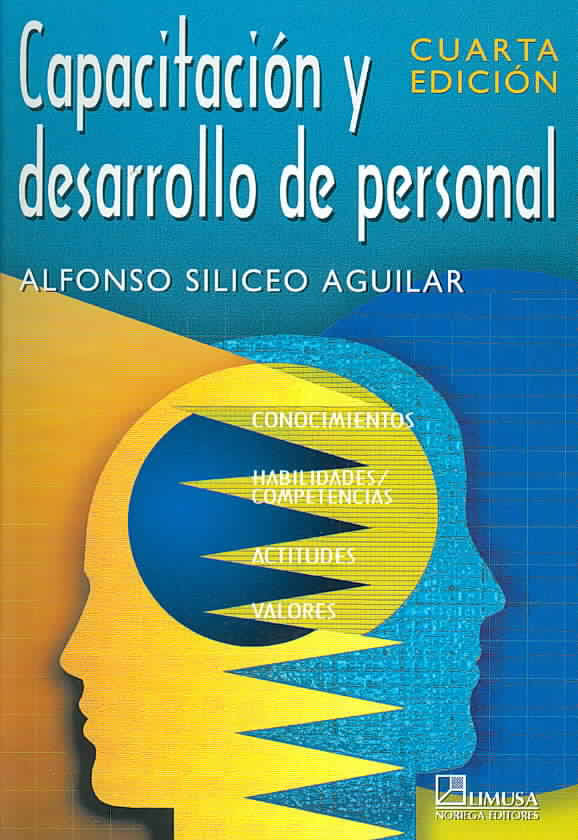 Capacitación y
desarrollo de personal
CUARTA
EDICIÓN
ALFONSO SILICEO AGUILAR
CONOCIMIENTOS
HABILIDADES/
COMPETENCIAS
ACTITUDES
VALORES
LIMUSA
NORIEGA EDITORES